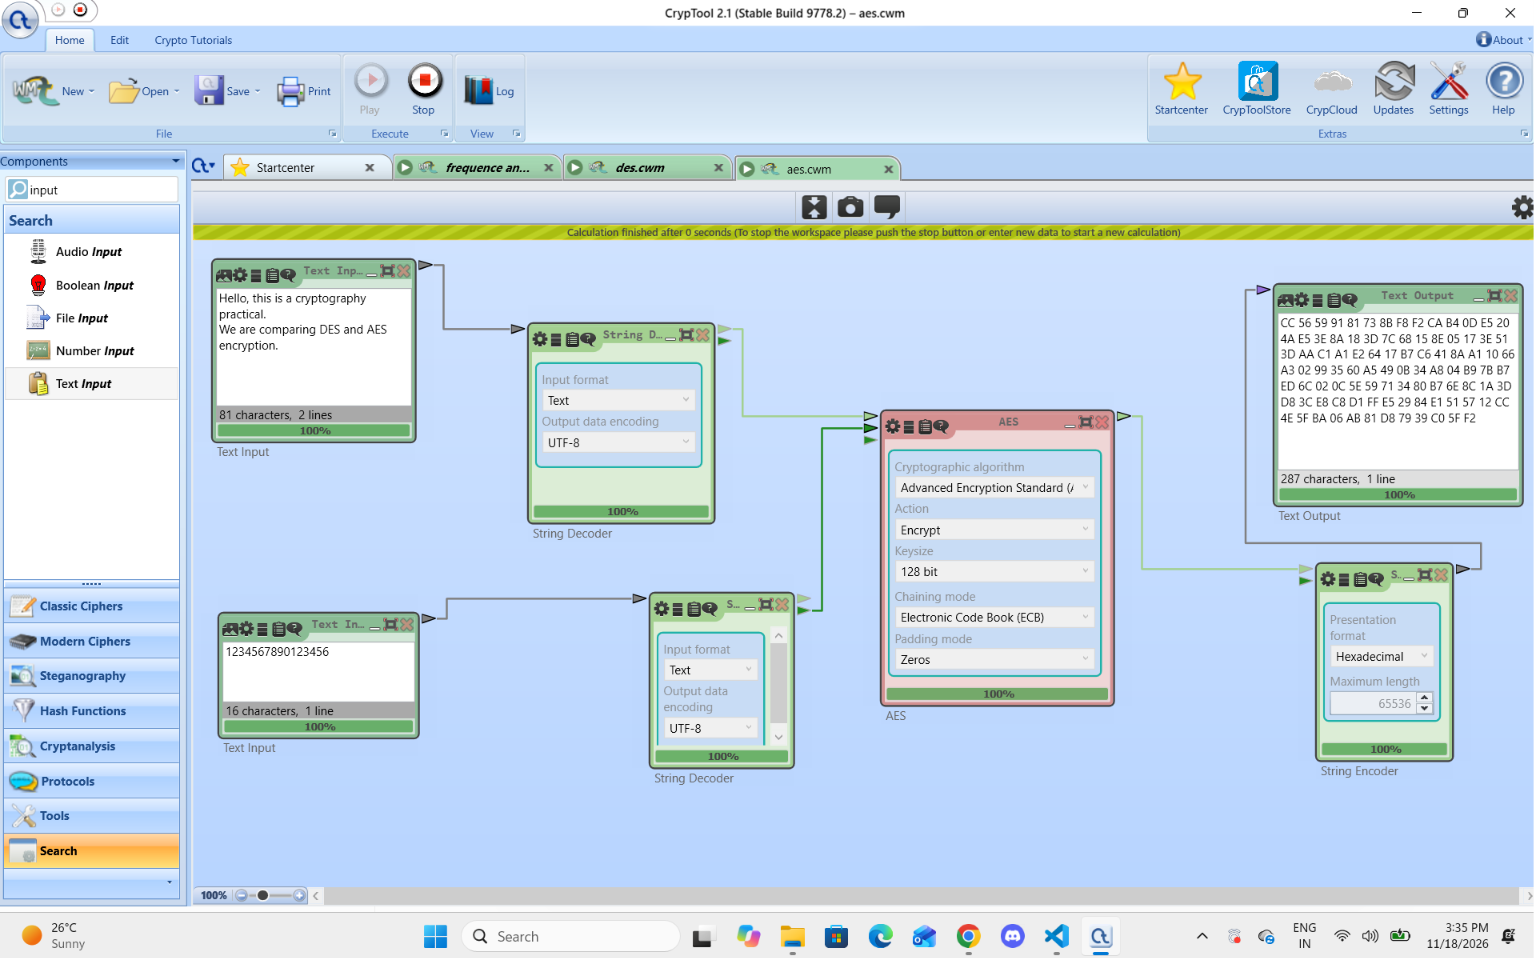 CrypTool 2.1 (Stable Build 9778.2) – aes.cwm
Home Edit Crypto Tutorials
About
New Open Save Print
Play Stop
Log
Startcenter CrypToolStore CrypCloud Updates Settings Help
File Execute View Extras
Components
input
Search
Audio Input
Boolean Input
File Input
Number Input
Text Input
Classic Ciphers
Modern Ciphers
Steganography
Hash Functions
Cryptanalysis
Protocols
Tools
Search
Startcenter frequence an... des.cwm aes.cwm
Calculation finished after 0 seconds (To stop the workspace please push the stop button or enter new data to start a new calculation)
Text Inp...
Hello, this is a cryptography
practical.
We are comparing DES and AES
encryption.
81 characters, 2 lines
100%
Text Input
String D...
Input format
Text
Output data encoding
UTF-8
100%
String Decoder
Text In...
1234567890123456
16 characters, 1 line
100%
Text Input
S...
Input format
Text
Output data
encoding
UTF-8
100%
String Decoder
AES
Cryptographic algorithm
Advanced Encryption Standard (A
Action
Encrypt
Keysize
128 bit
Chaining mode
Electronic Code Book (ECB)
Padding mode
Zeros
100%
AES
Text Output
CC 56 59 91 81 73 8B F8 F2 CA B4 0D E5 20
4A E5 3E 8A 18 3D 7C 68 15 8E 05 17 3E 51
3D AA C1 A1 E2 64 17 B7 C6 41 8A A1 10 66
A3 02 99 35 60 A5 49 0B 34 A8 04 B9 7B B7
ED 6C 02 0C 5E 59 71 34 80 B7 6E 8C 1A 3D
D8 3C E8 C8 D1 FF E5 29 84 E1 51 57 12 CC
4E 5F BA 06 AB 81 D8 79 39 C0 5F F2
287 characters, 1 line
100%
Text Output
S...
Presentation
format
Hexadecimal
Maximum length
65536
100%
String Encoder
100%
26°C
Sunny
Search
ENG
IN
3:35 PM
11/18/2026